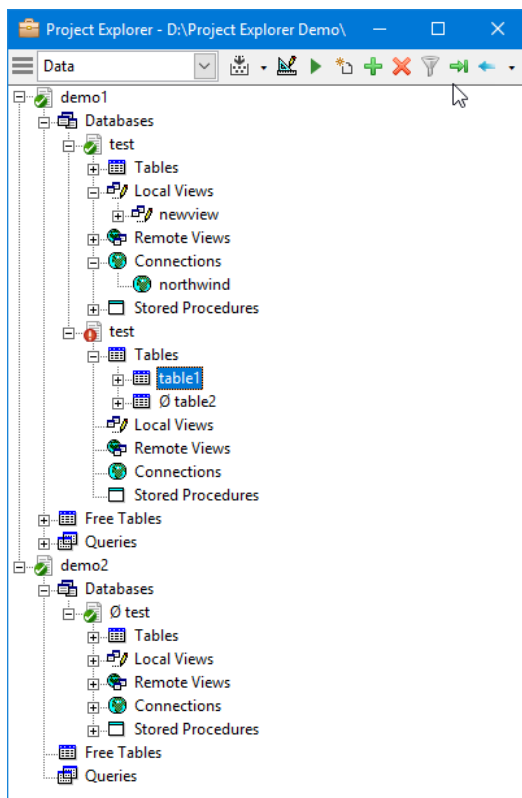 Project Explorer - D:\Project Explorer Demo\
Data
demo1
Databases
test
Tables
Local Views
newview
Remote Views
Connections
northwind
Stored Procedures
test
Tables
table1
Ø table2
Local Views
Remote Views
Connections
Stored Procedures
Free Tables
Queries
demo2
Databases
Ø test
Tables
Local Views
Remote Views
Connections
Stored Procedures
Free Tables
Queries